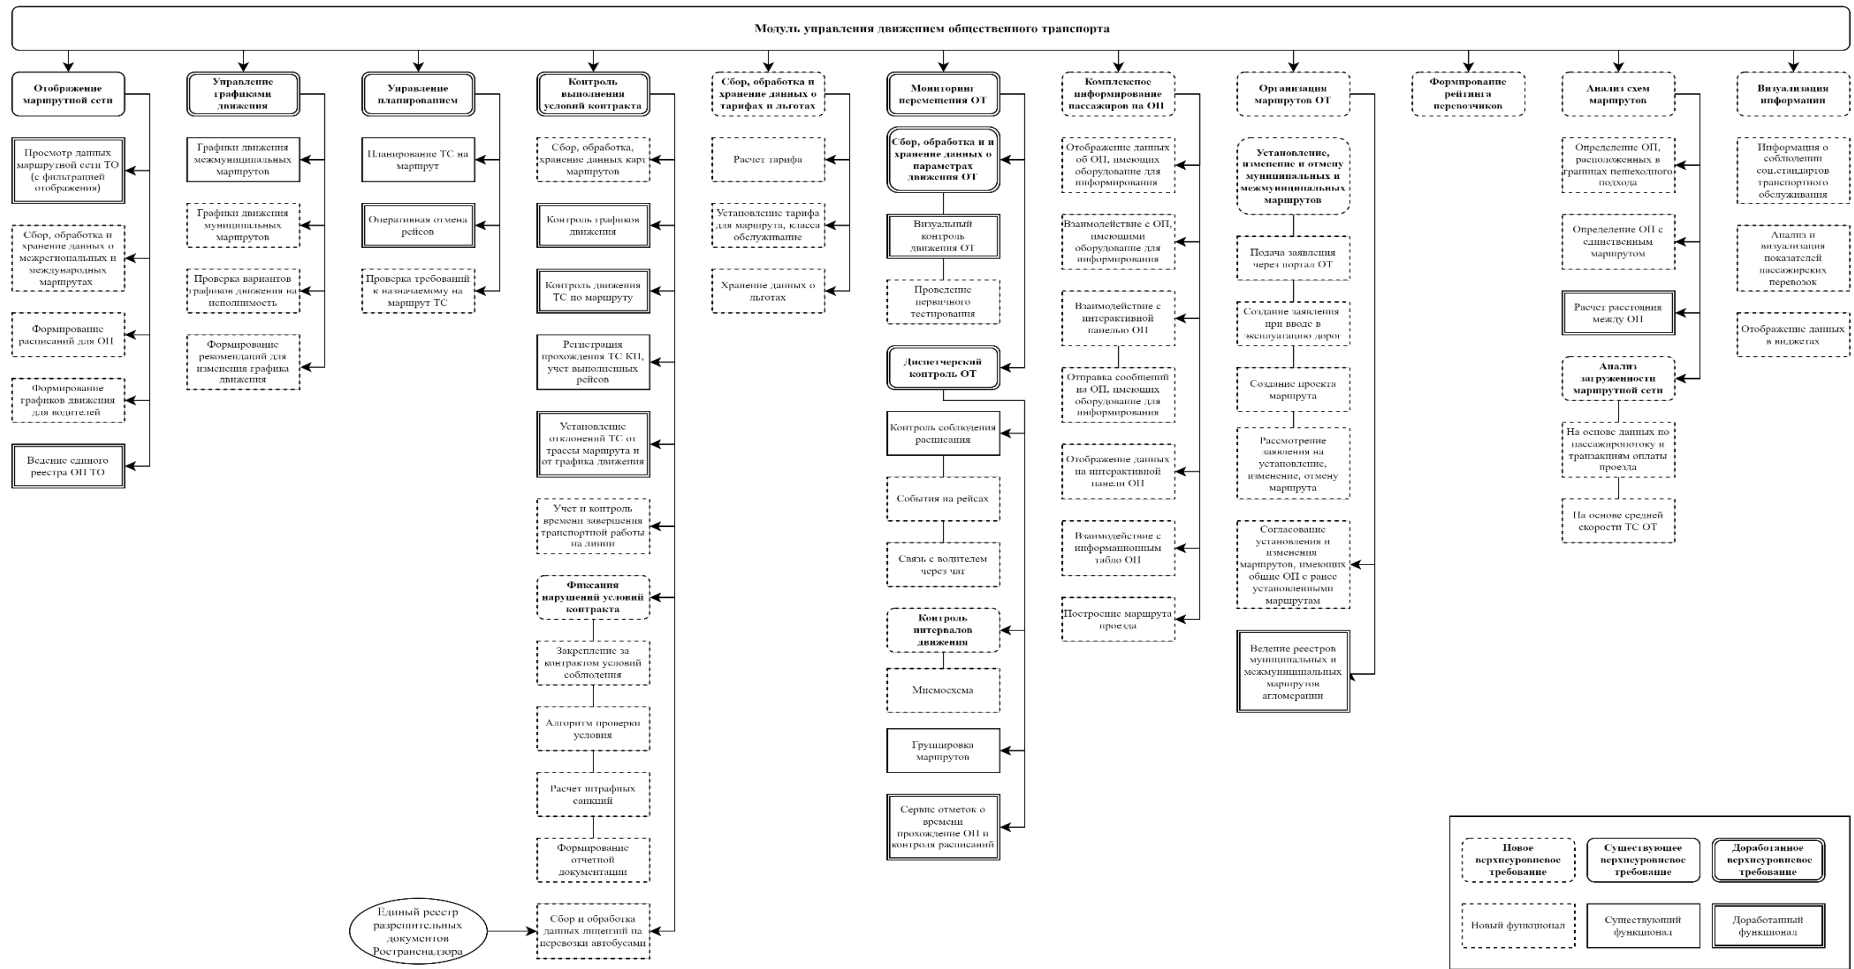 Модуль управления движением общественного транспорта
Отображение
маршрутной сети
Просмотр данных
маршрутной сети ТО
(с фильтрацией
отображения)
Сбор, обработка и
хранение данных о
межрегиональных и
международных
маршрутах
Формирование
расписаний для ОП
Формирование
графиков движения
для водителей
Ведение единого
реестра ОП ТО
Управление
графиками
движения
Графики движения
межмуниципальных
маршрутов
Графики движения
муниципальных
маршрутов
Проверка вариантов
графиков движения на
исполнимость
Формирование
рекомендаций для
изменения графика
движения
Управление
планированием
Планирование ТС на
маршрут
Оперативная отмена
рейсов
Проверка требований
к назначаемому на
маршрут ТС
Контроль
выполнения
условий контракта
Сбор, обработка,
хранение данных карт
маршрутов
Контроль графиков
движения
Контроль движения
ТС по маршруту
Регистрация
прохождения ТС КП,
учет выполненных
рейсов
Установление
отклонений ТС от
трассы маршрута и
от графика движения
Учет и контроль
времени завершения
транспортной работы
на линии
Фиксация
нарушений условий
контракта
Закрепление за
контрактом условий
соблюдения
Алгоритм проверки
условия
Расчет штрафных
санкций
Формирование
отчетной
документации
Сбор и обработка
данных лицензий на
перевозки автобусами
Единый реестр
разрешительных
документов
Ространснадзора
Сбор, обработка и
хранение данных о
тарифах и льготах
Расчет тарифа
Установление тарифа
для маршрута, класса
обслуживание
Хранение данных о
льготах
Мониторинг
перемещения ОТ
Сбор, обработка и и
хранение данных о
параметрах
движения ОТ
Визуальный
контроль
движения ОТ
Проведение
первичного
тестирования
Диспетчерский
контроль ОТ
Контроль соблюдения
расписания
События на рейсах
Связь с водителем
через чат
Контроль
интервалов
движения
Мнемосхема
Группировка
маршрутов
Сервис отметок о
времени
прохождение ОП и
контроля расписаний
Комплексное
информирование
пассажиров на ОП
Отображение данных
об ОП, имеющих
оборудование для
информирования
Взаимодействие с ОП,
имеющими
оборудование для
информирования
Взаимодействие с
интерактивной
панелью ОП
Отправка сообщений
на ОП, имеющих
оборудование для
информирования
Отображение данных
на интерактивной
панели ОП
Взаимодействие с
информационным
табло ОП
Построение маршрута
проезда
Организация
маршрутов ОТ
Установление,
изменение и отмену
муниципальных и
межмуниципальных
маршрутов
Подача заявления
через портал ОТ
Создание заявления
при вводе в
эксплуатацию дорог
Создание проекта
маршрута
Рассмотрение
заявления на
установление,
изменение, отмену
маршрута
Согласование
установления и
изменения
маршрутов, имеющих
общие ОП с ранее
установленными
маршрутам
Ведение реестров
муниципальных и
межмуниципальных
маршрутов
агломерации
Формирование
рейтинга
перевозчиков
Анализ схем
маршрутов
Определение ОП,
расположенных в
границах пешеходного
подхода
Определение ОП с
единственным
маршрутом
Расчет расстояния
между ОП
Анализ
загруженности
маршрутной сети
На основе данных по
пассажиропотоку и
транзакциям оплаты
проезда
На основе средней
скорости ТС ОТ
Визуализация
информации
Информация о
соблюдении
соц.стандартов
транспортного
обслуживания
Анализ и
визуализация
показателей
пассажирских
перевозок
Отображение данных
в виджетах
Новое
верхнеуровневое
требование
Существующее
верхнеуровневое
требование
Доработанное
верхнеуровневое
требование
Новый функционал
Существующий
функционал
Доработанный
функционал